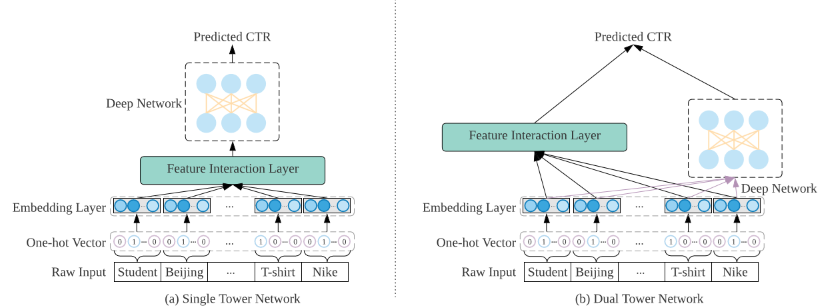 Predicted CTR
Deep Network
Feature Interaction Layer
Embedding Layer
...
One-hot Vector
0 1 ... 0
0 1 ... 0
...
1 0 ... 0
0 1 ... 0
Raw Input
Student
Beijing
...
T-shirt
Nike
(a) Single Tower Network
Predicted CTR
Feature Interaction Layer
Deep Network
Embedding Layer
...
One-hot Vector
0 1 ... 0
0 1 ... 0
...
1 0 ... 0
0 1 ... 0
Raw Input
Student
Beijing
...
T-shirt
Nike
(b) Dual Tower Network